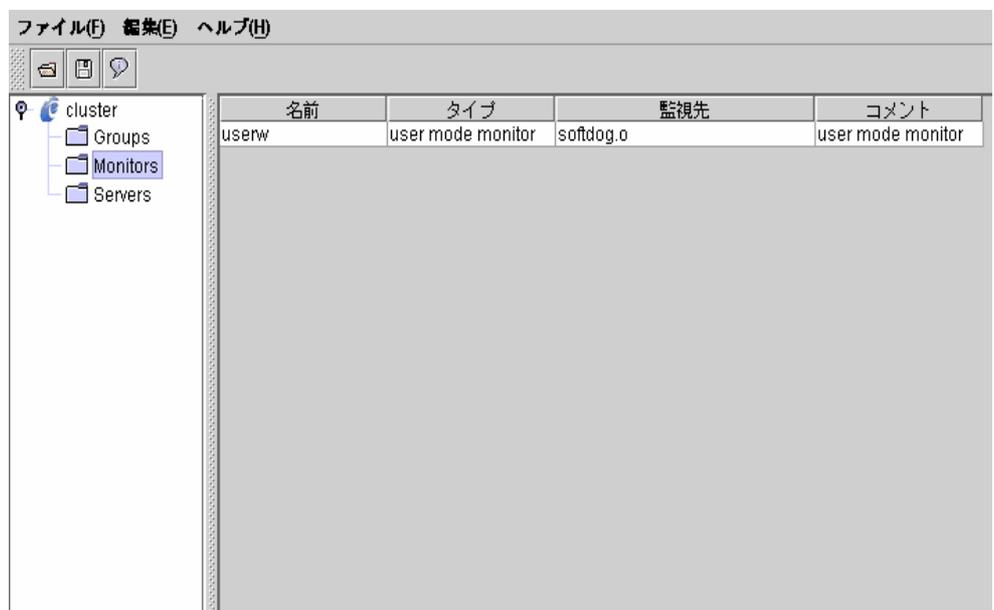 ファイル(F) 編集(E) ヘルプ(H)
cluster
Groups
Monitors
Servers
名前 タイプ 監視先 コメント
userw user mode monitor softdog.o user mode monitor